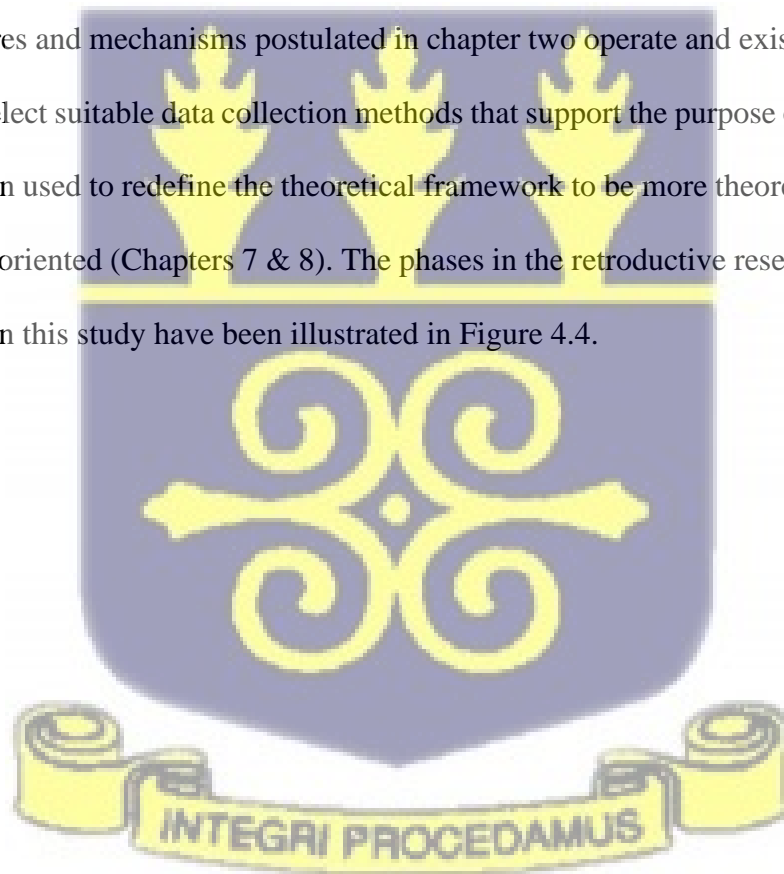 res and mechanisms postulated in chapter two operate and exis
elect suitable data collection methods that support the purpose
n used to redefine the theoretical framework to be more theore
oriented (Chapters 7 & 8). The phases in the retroductive rese
n this study have been illustrated in Figure 4.4.
INTEGRI PROCEDAMUS